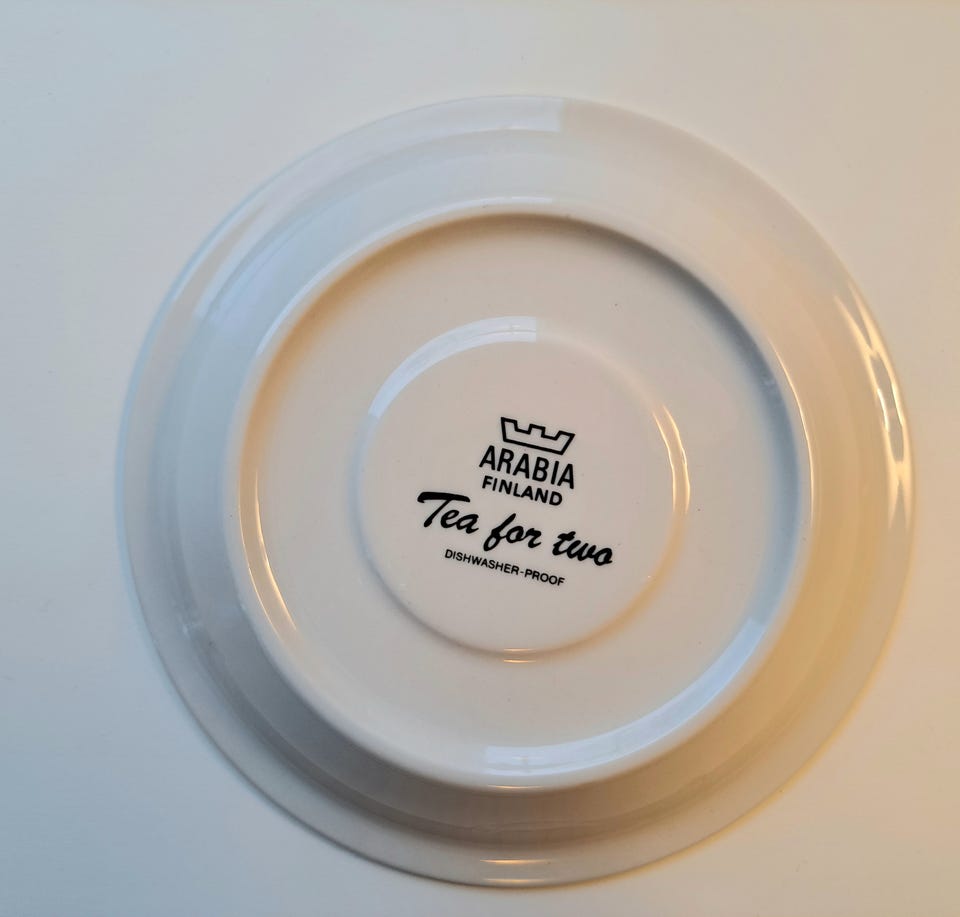 ARABIA
FINLAND
Tea for two
DISHWASHER-PROOF